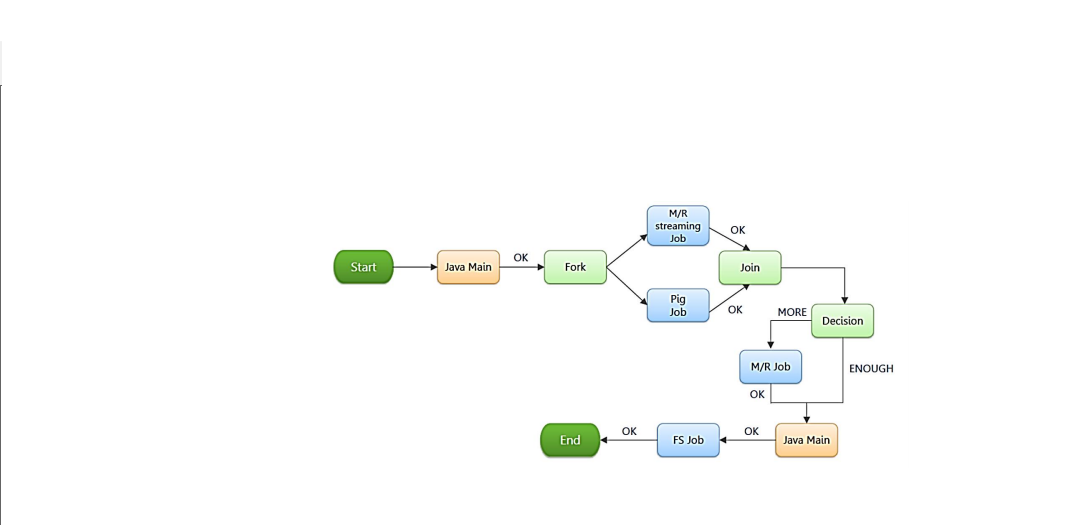 M/R
streaming
Job
OK
Start
Java Main
OK
Fork
Join
Pig
Job
OK
MORE
Decision
M/R Job
ENOUGH
OK
End
OK
FS Job
OK
Java Main